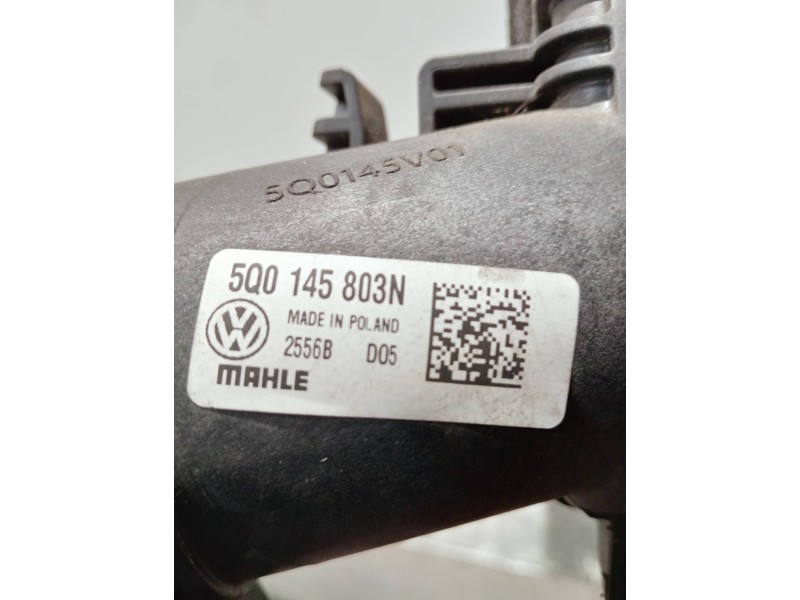 5Q0145V01
5Q0 145 803N
MADE IN POLAND
2556B D05
MAHLE